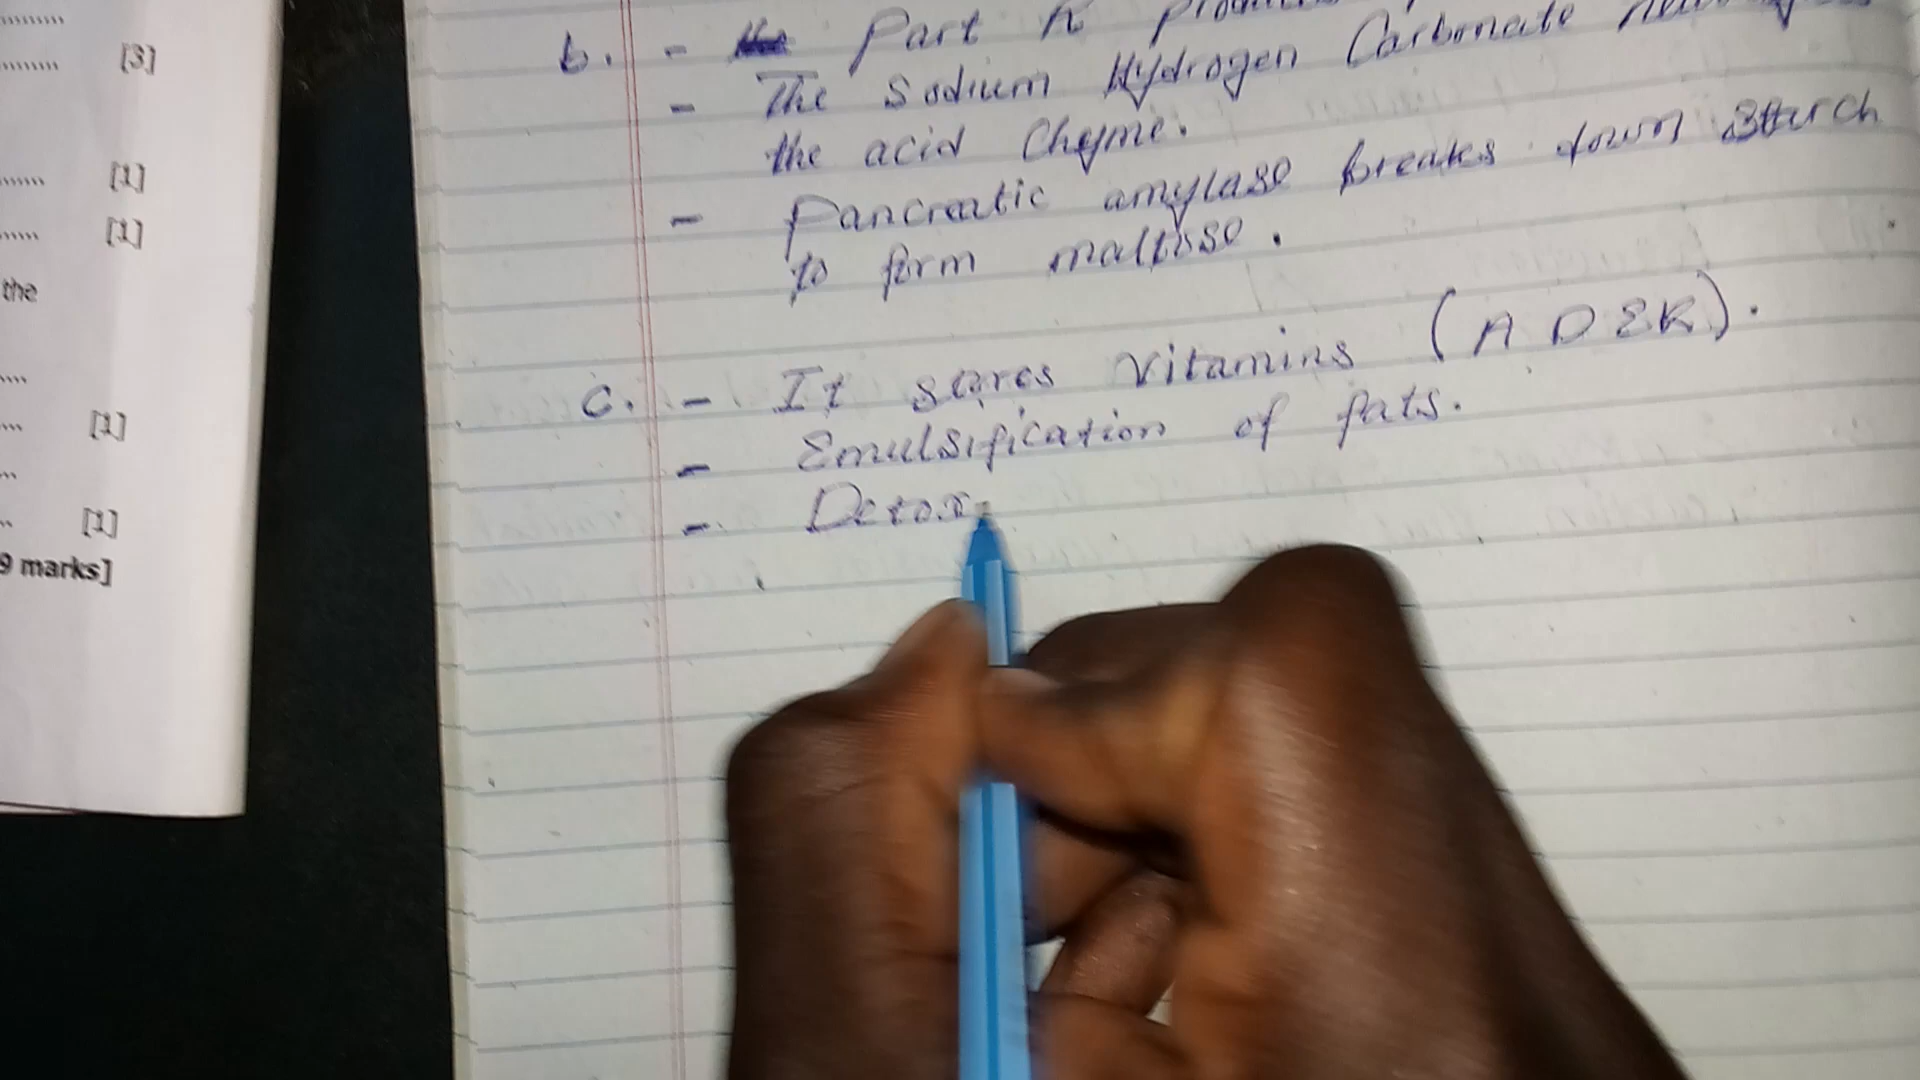 [3]
[1]
[1]
the
[1]
[1]
9 marks]
b. - Part K
- The Sodium Hydrogen Carbonate
the acid Chyme.
- Pancreatic amylase breaks down Starch
to form maltose.
c. - It stores Vitamins (A D E K).
- Emulsification of fats.
- Detox